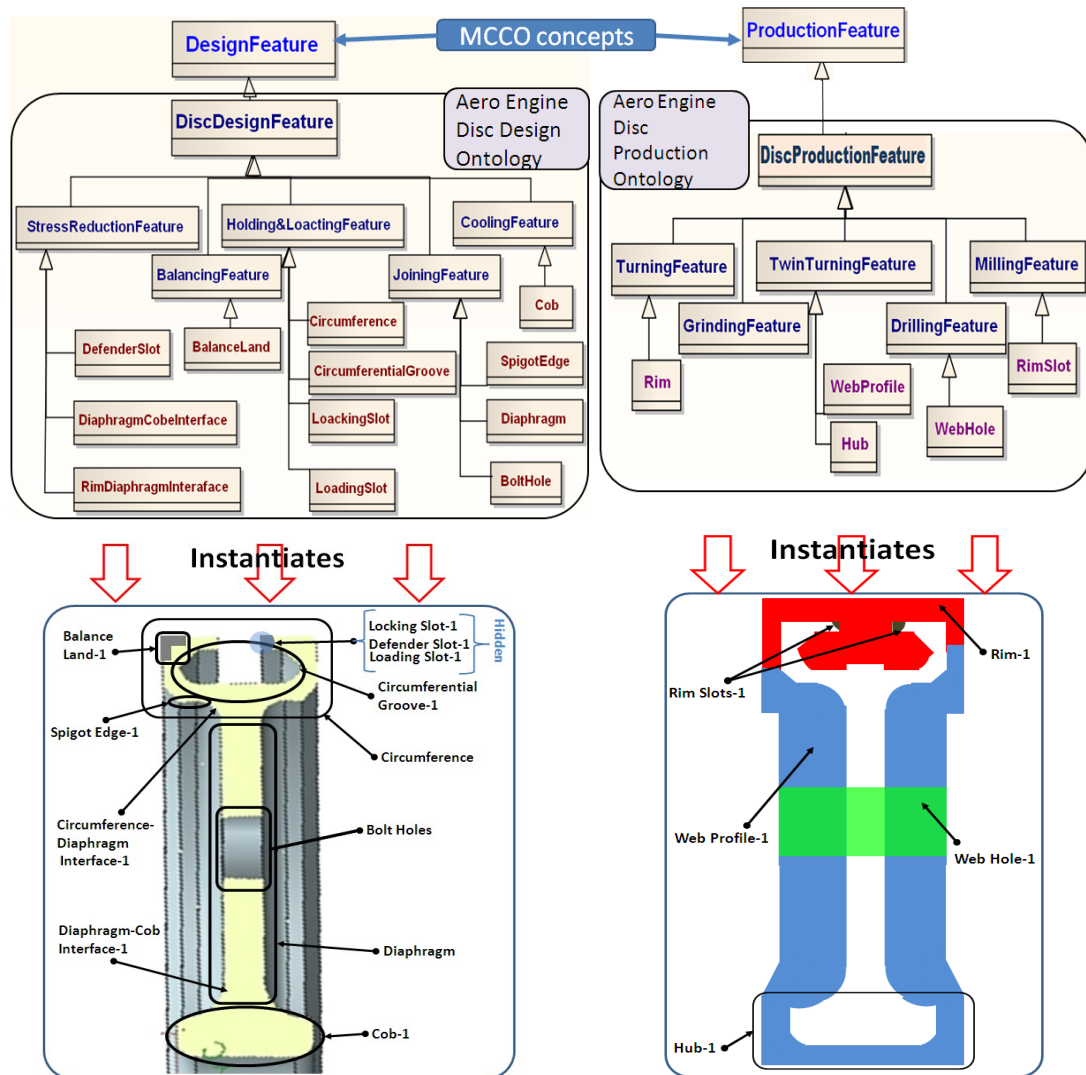 MCCO concepts
DesignFeature
ProductionFeature
Aero Engine
Disc Design
Ontology
DiscDesignFeature
StressReductionFeature
Holding&LoactingFeature
CoolingFeature
BalancingFeature
JoiningFeature
Cob
Circumference
DefenderSlot
BalanceLand
CircumferentialGroove
SpigotEdge
DiaphragmCobeInterface
LoackingSlot
Diaphragm
RimDiaphragmInteraface
LoadingSlot
BoltHole
Aero Engine
Disc
Production
Ontology
DiscProductionFeature
TurningFeature
TwinTurningFeature
MillingFeature
GrindingFeature
DrillingFeature
Rim
WebProfile
RimSlot
WebHole
Hub
Instantiates
Balance
Land-1
Locking Slot-1
Defender Slot-1
Loading Slot-1
Hidden
Circumferential
Groove-1
Spigot Edge-1
Circumference
Circumference-
Diaphragm
Interface-1
Bolt Holes
Diaphragm-Cob
Interface-1
Diaphragm
Cob-1
Instantiates
Rim-1
Rim Slots-1
Web Profile-1
Web Hole-1
Hub-1